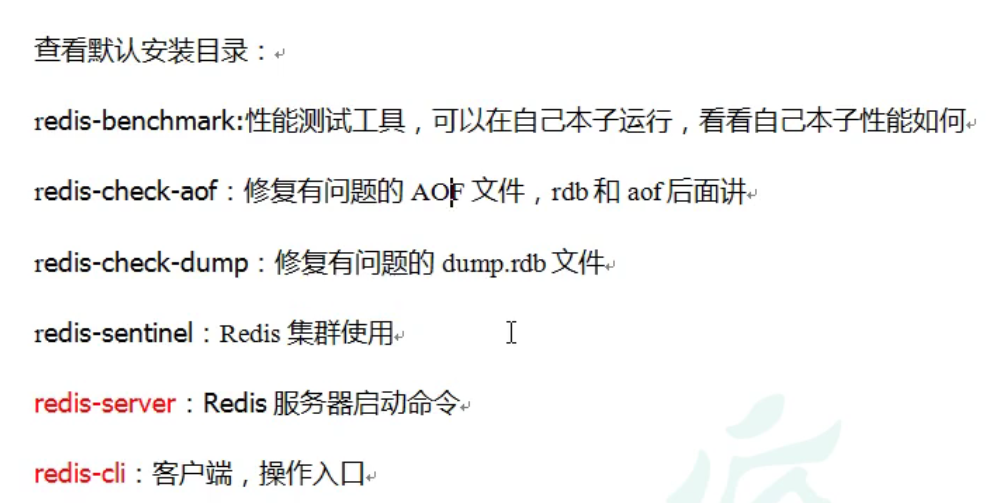 查看默认安装目录：
redis-benchmark:性能测试工具，可以在自己本子运行，看看自己本子性能如何
redis-check-aof：修复有问题的 AOF 文件，rdb 和 aof 后面讲
redis-check-dump：修复有问题的 dump.rdb 文件
redis-sentinel：Redis 集群使用
redis-server：Redis 服务器启动命令
redis-cli：客户端，操作入口